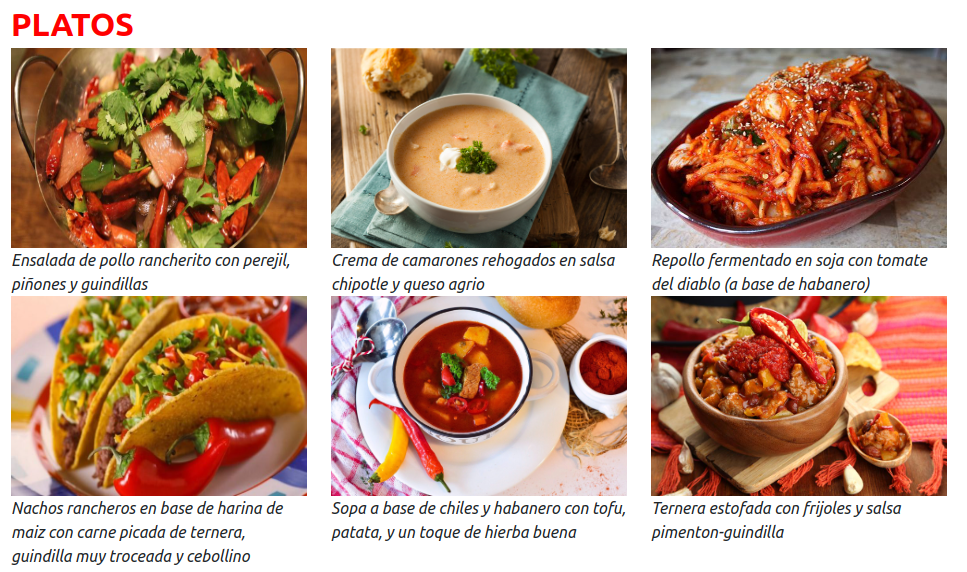 PLATOS
Ensalada de pollo rancherito con perejil,
piñones y guindillas
Crema de camarones rehogados en salsa
chipotle y queso agrio
Repollo fermentado en soja con tomate
del diablo (a base de habanero)
Nachos rancheros en base de harina de
maiz con carne picada de ternera,
guindilla muy troceada y cebollino
Sopa a base de chiles y habanero con tofu,
patata, y un toque de hierba buena
Ternera estofada con frijoles y salsa
pimenton-guindilla